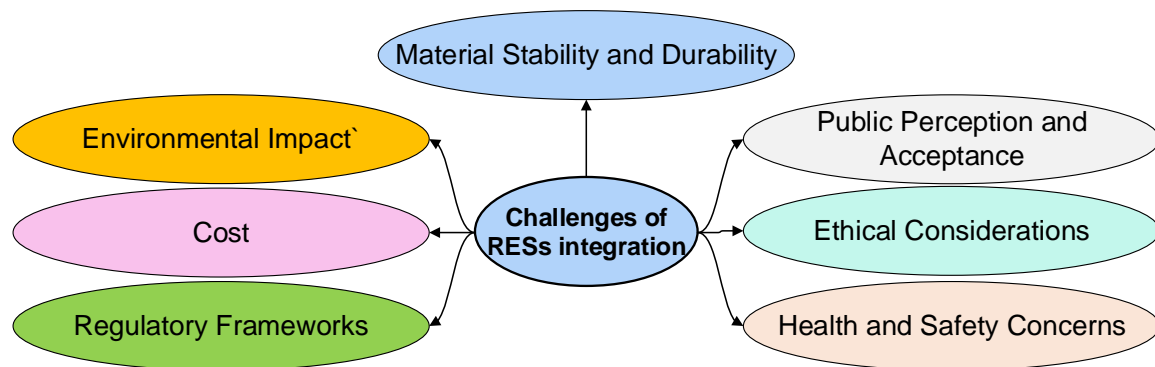 Material Stability and Durability
Environmental Impact`
Public Perception and
Acceptance
Cost
Challenges of
RESs integration
Ethical Considerations
Regulatory Frameworks
Health and Safety Concerns